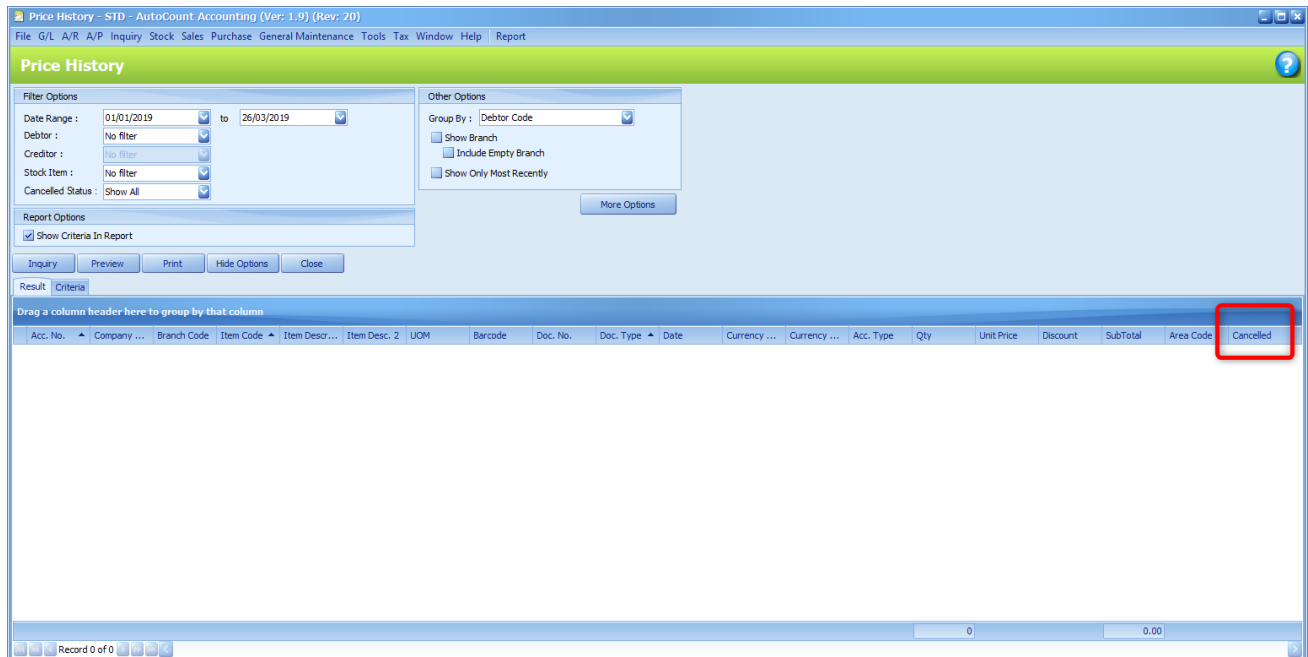 Price History - STD - AutoCount Accounting (Ver: 1.9) (Rev: 20)
File G/L A/R A/P Inquiry Stock Sales Purchase General Maintenance Tools Tax Window Help Report
Price History
?
Filter Options
Date Range : 01/01/2019 to 26/03/2019
Debtor : No filter
Creditor : No filter
Stock Item : No filter
Cancelled Status : Show All
Report Options
Show Criteria In Report
Other Options
Group By : Debtor Code
Show Branch
Include Empty Branch
Show Only Most Recently
More Options
Inquiry Preview Print Hide Options Close
Result Criteria
Drag a column header here to group by that column
Acc. No. Company ... Branch Code Item Code Item Descr... Item Desc. 2 UOM Barcode Doc. No. Doc. Type Date Currency ... Currency ... Acc. Type Qty Unit Price Discount SubTotal Area Code Cancelled
0 0.00
Record 0 of 0